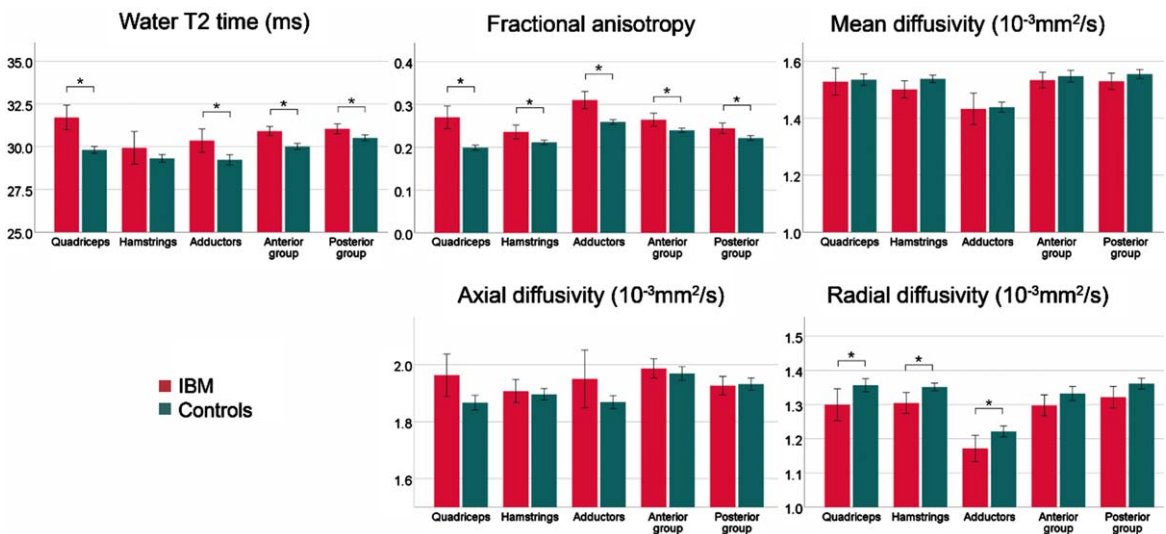 Water T2 time (ms)
35.0
32.5
30.0
27.5
25.0
*
*
*
*
Quadriceps Hamstrings Adductors Anterior group Posterior group
Fractional anisotropy
0.4
0.3
0.2
0.1
0.0
*
*
*
*
*
Quadriceps Hamstrings Adductors Anterior group Posterior group
Mean diffusivity (10⁻³mm²/s)
1.6
1.4
1.2
1.0
Quadriceps Hamstrings Adductors Anterior group Posterior group
IBM
Controls
Axial diffusivity (10⁻³mm²/s)
2.0
1.8
1.6
Quadriceps Hamstrings Adductors Anterior group Posterior group
Radial diffusivity (10⁻³mm²/s)
1.5
1.4
1.3
1.2
1.1
1.0
*
*
*
Quadriceps Hamstrings Adductors Anterior group Posterior group